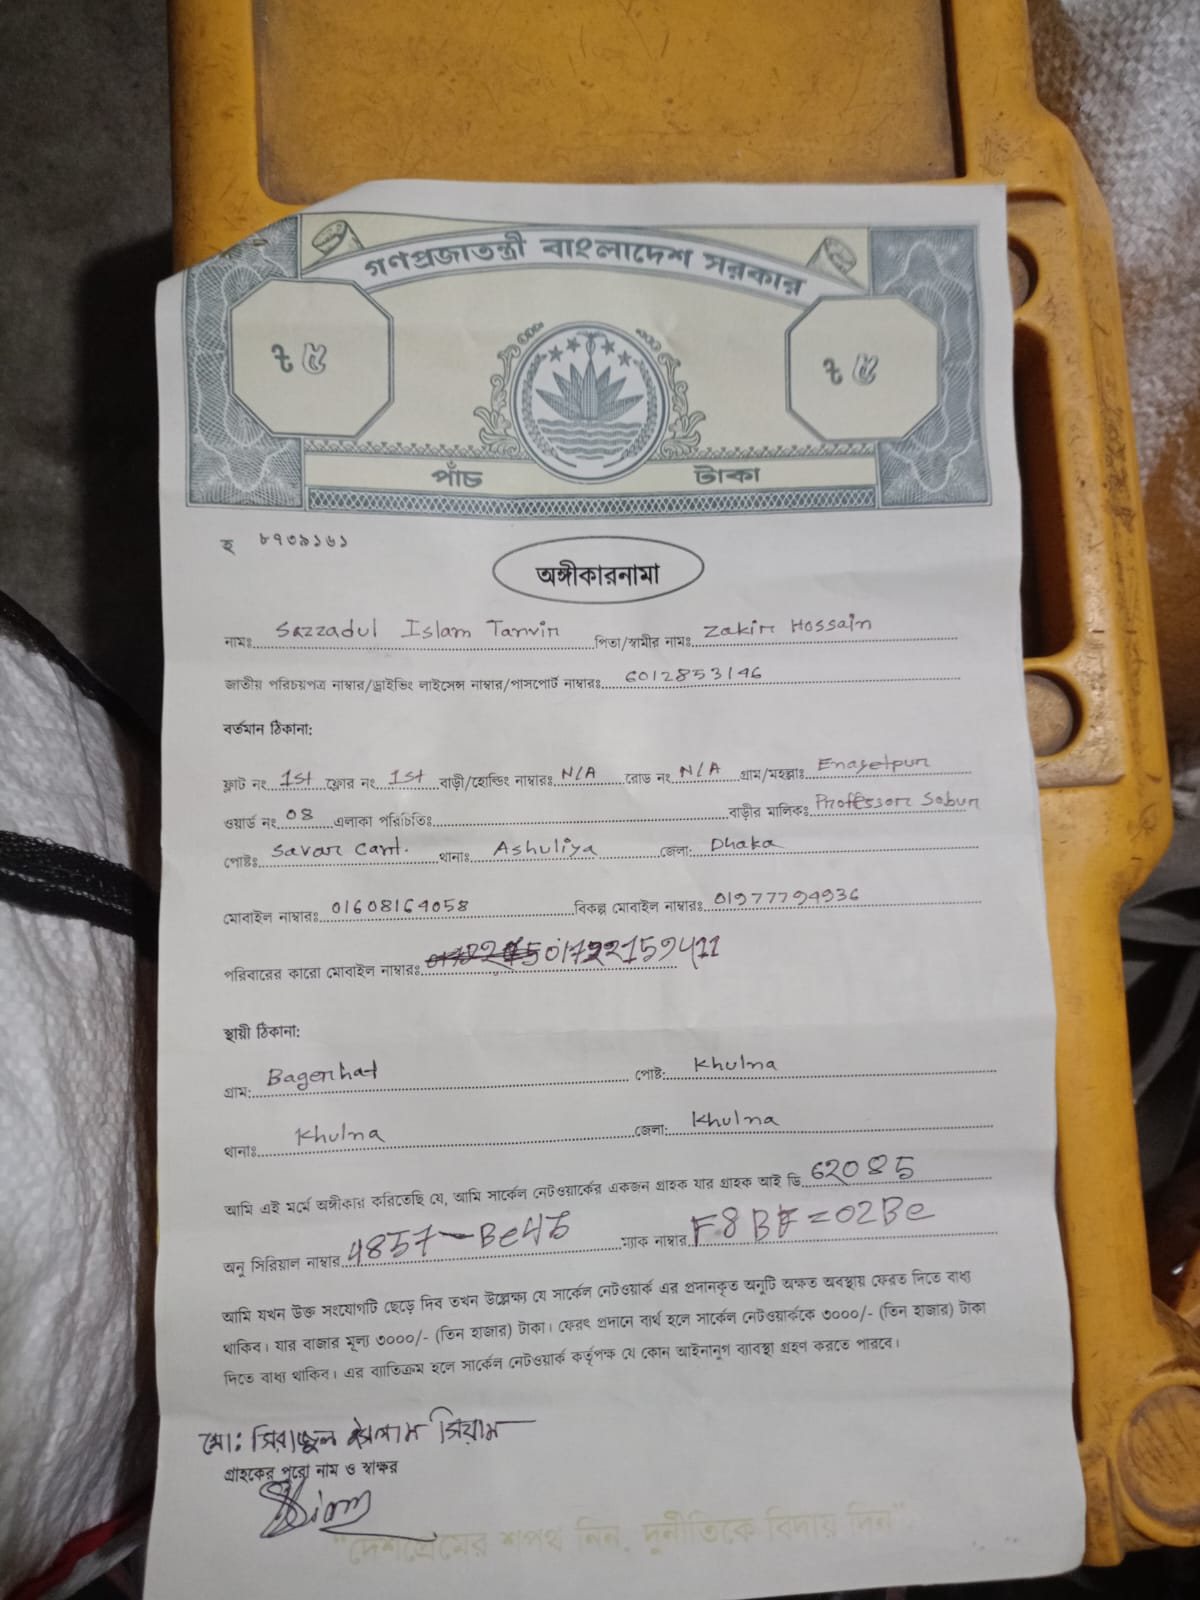 গণপ্রজাতন্ত্রী বাংলাদেশ সরকার
৳ ৫ ৳ ৫
পাঁচ টাকা
হ ৮৭৩৯১৬১
অঙ্গীকারনামা
নামঃ Sazzadul Islam Tanvir পিতা/স্বামীর নামঃ Zakir Hossain
জাতীয় পরিচয়পত্র নাম্বার/ড্রাইভিং লাইসেন্স নাম্বার/পাসপোর্ট নাম্বারঃ 6012853146
বর্তমান ঠিকানা:
ফ্লাট নং 1st ফ্লোর নং 1st বাড়ী/হোল্ডিং নাম্বারঃ N/A রোড নং N/A গ্রাম/মহল্লাঃ Enayetpur
ওয়ার্ড নং 08 এলাকা পরিচিতিঃ বাড়ীর মালিকঃ Professor Sabur
পোষ্টঃ Savar Cant. থানাঃ Ashuliya জেলা: Dhaka
মোবাইল নাম্বারঃ 01608164058 বিকল্প মোবাইল নাম্বারঃ 01977794936
পরিবারের কারো মোবাইল নাম্বারঃ
স্থায়ী ঠিকানা:
গ্রাম: Bagerhat পোষ্ট: Khulna
থানাঃ Khulna জেলা: Khulna
আমি এই মর্মে অঙ্গীকার করিতেছি যে, আমি সার্কেল নেটওয়ার্কের একজন গ্রাহক যার গ্রাহক আই ডি 62085
অনু সিরিয়াল নাম্বার 4857-Be45 ম্যাক নাম্বার
আমি যখন উক্ত সংযোগটি ছেড়ে দিব তখন উল্লেক্ষ্য যে সার্কেল নেটওয়ার্ক এর প্রদানকৃত অনুটি অক্ষত অবস্থায় ফেরত দিতে বাধ্য
থাকিব। যার বাজার মূল্য ৩০০০/- (তিন হাজার) টাকা। ফেরৎ প্রদানে ব্যর্থ হলে সার্কেল নেটওয়ার্ককে ৩০০০/- (তিন হাজার) টাকা
দিতে বাধ্য থাকিব। এর ব্যাতিক্রম হলে সার্কেল নেটওয়ার্ক কর্তৃপক্ষ যে কোন আইনানুগ ব্যাবস্থা গ্রহণ করতে পারবে।
মো: সিরাজুল ইসলাম সিয়াম
গ্রাহকের পুরো নাম ও স্বাক্ষর
Siam
"দেশপ্রেমের শপথ নিন, দুর্নীতিকে বিদায় দিন"